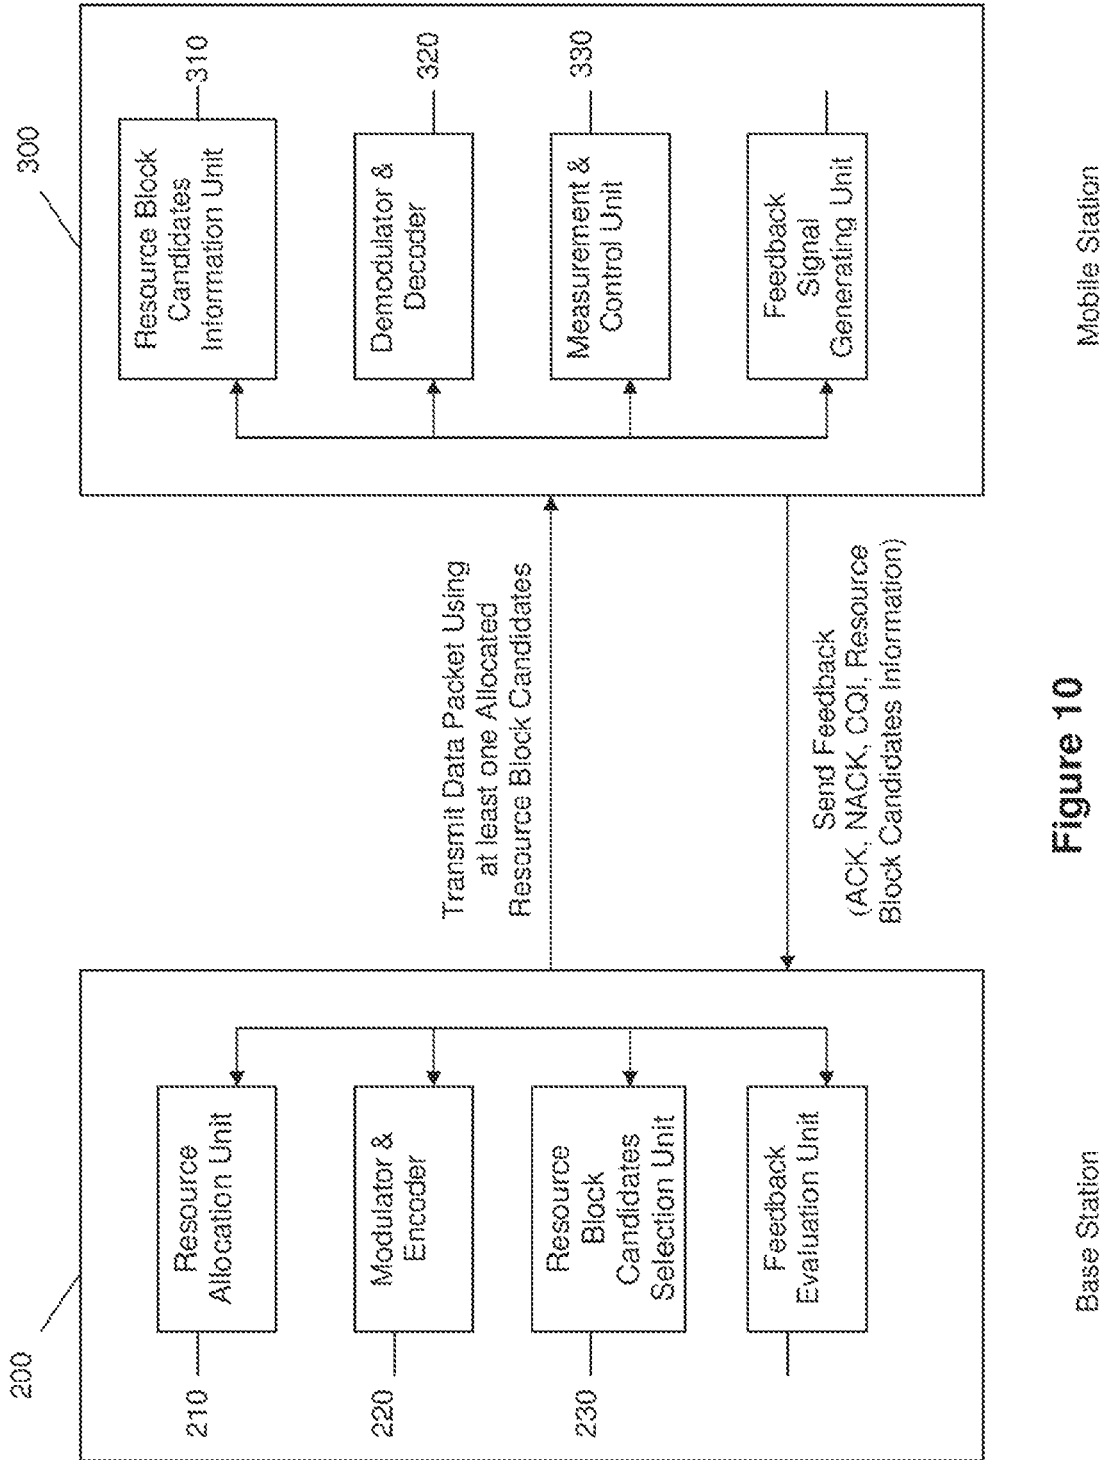 200
210
Resource
Allocation Unit
220
Modulator &
Encoder
230
Resource
Block
Candidates
Selection Unit
Feedback
Evaluation Unit
Base Station
Transmit Data Packet Using
at least one Allocated
Resource Block Candidates
Send Feedback
(ACK, NACK, CQI, Resource
Block Candidates Information)
300
Resource Block
Candidates
Information Unit
310
Demodulator &
Decoder
320
Measurement &
Control Unit
330
Feedback
Signal
Generating Unit
Mobile Station
Figure 10